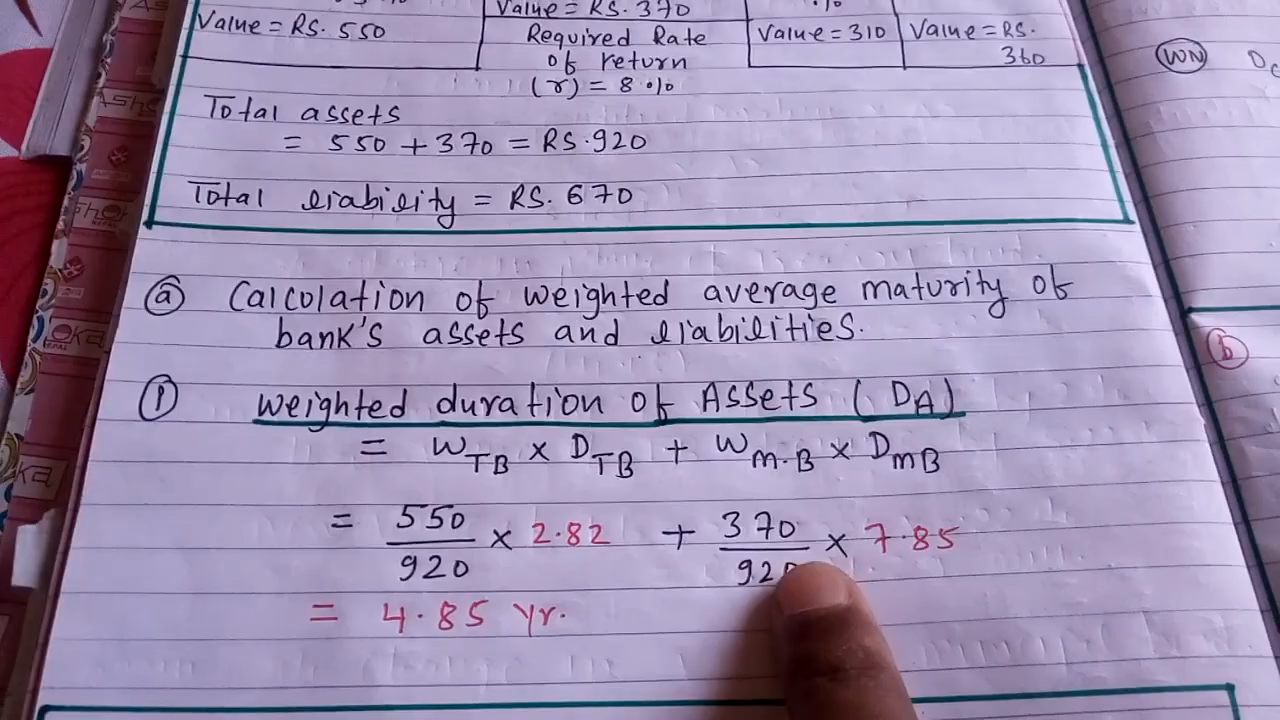 Value = RS. 370
Value = RS. 550
Required Rate
of return
(r) = 8 %
Value = 310
Value = RS.
360
Total assets
= 550 + 370 = RS. 920
Total liability = RS. 670
(a) Calculation of weighted average maturity of
bank's assets and liabilities.
(1) Weighted duration of Assets (DA)
= WTB × DTB + WM.B × DMB
= 550/920 × 2.82 + 370/920 × 7.85
= 4.85 yr.
WN
b